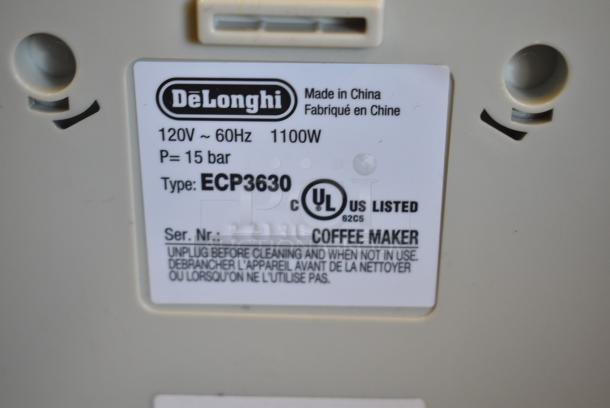 DēLonghi
Made in China
Fabriqué en Chine
120V ~ 60Hz 1100W
P= 15 bar
Type: ECP3630
C UL US LISTED
62C5
Ser. Nr.: COFFEE MAKER
UNPLUG BEFORE CLEANING AND WHEN NOT IN USE.
DEBRANCHER L'APPAREIL AVANT DE LA NETTOYER
OU LORSQU'ON NE L'UTILISE PAS.